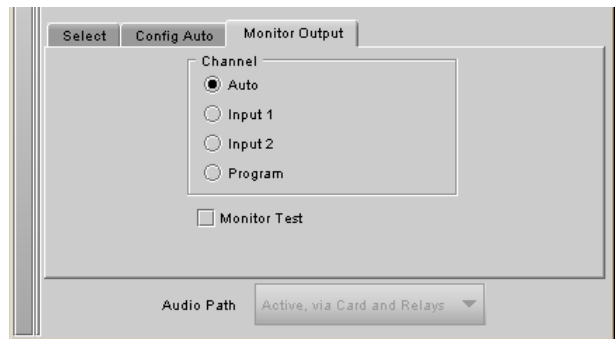 Select Config Auto Monitor Output
Channel
Auto
Input 1
Input 2
Program
Monitor Test
Audio Path Active, via Card and Relays